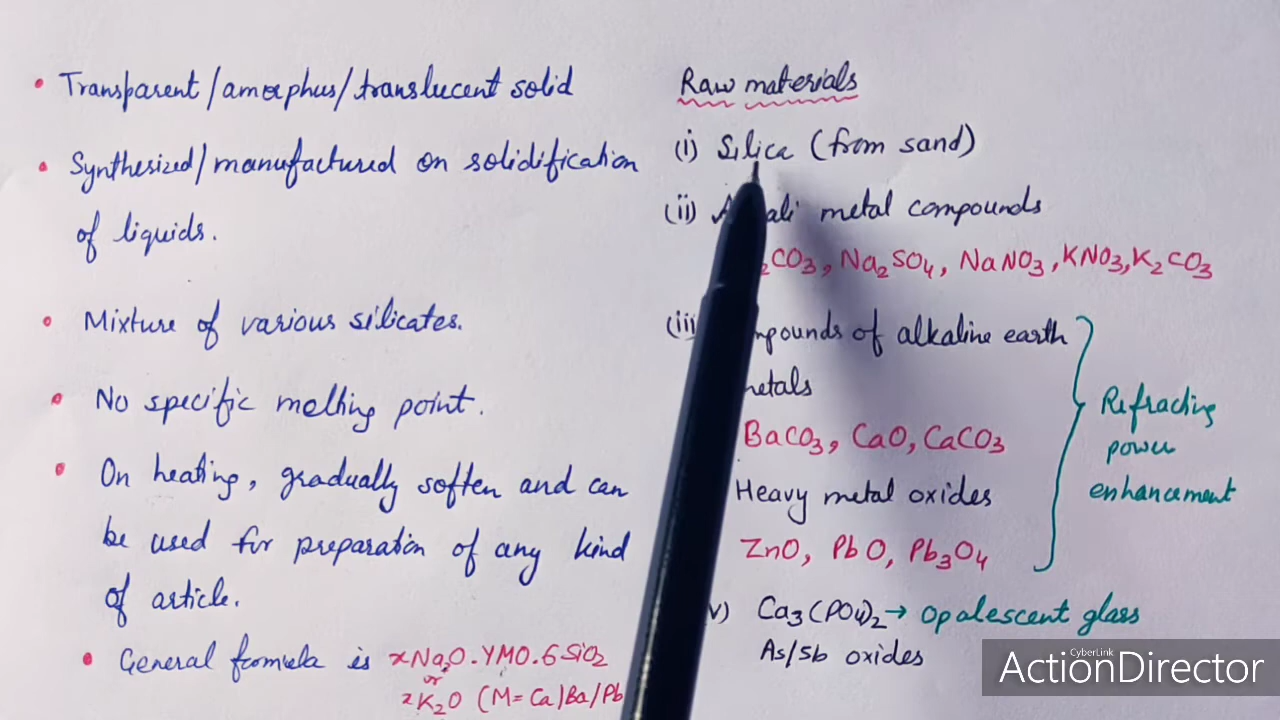 • Transparent/amorphus/translucent solid
• Synthesized/manufactured on solidification
of liquids.
• Mixture of various silicates.
• No specific melting point.
• On heating, gradually soften and can
be used for preparation of any kind
of article.
• General formula is xNa2O.YMO.6SiO2
or
xK2O (M=Ca/Ba/Pb
Raw materials
(i) Silica (from sand)
(ii) metal compounds
CO3, Na2SO4, NaNO3, KNO3, K2CO3
(iii of alkaline earth
BaCO3, CaO, CaCO3
Heavy metal oxides
ZnO, PbO, Pb3O4
Refracting
power
enhancement
v) Ca3(PO4)2 → Opalescent glass
As/Sb oxides
CyberLink
ActionDirector